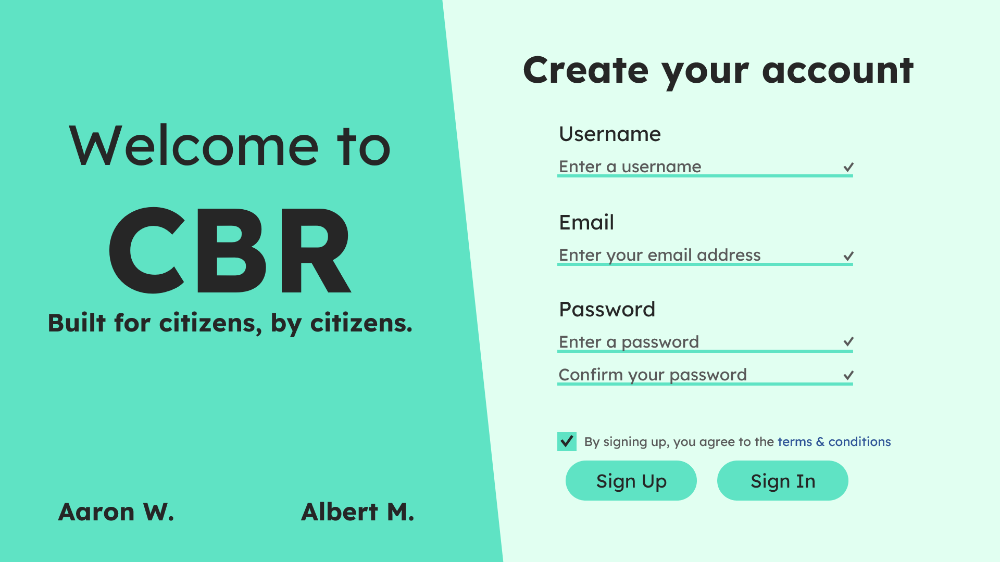 Welcome to
CBR
Built for citizens, by citizens.
Aaron W.
Albert M.
Create your account
Username
Enter a username
Email
Enter your email address
Password
Enter a password
Confirm your password
By signing up, you agree to the terms & conditions
Sign Up
Sign In